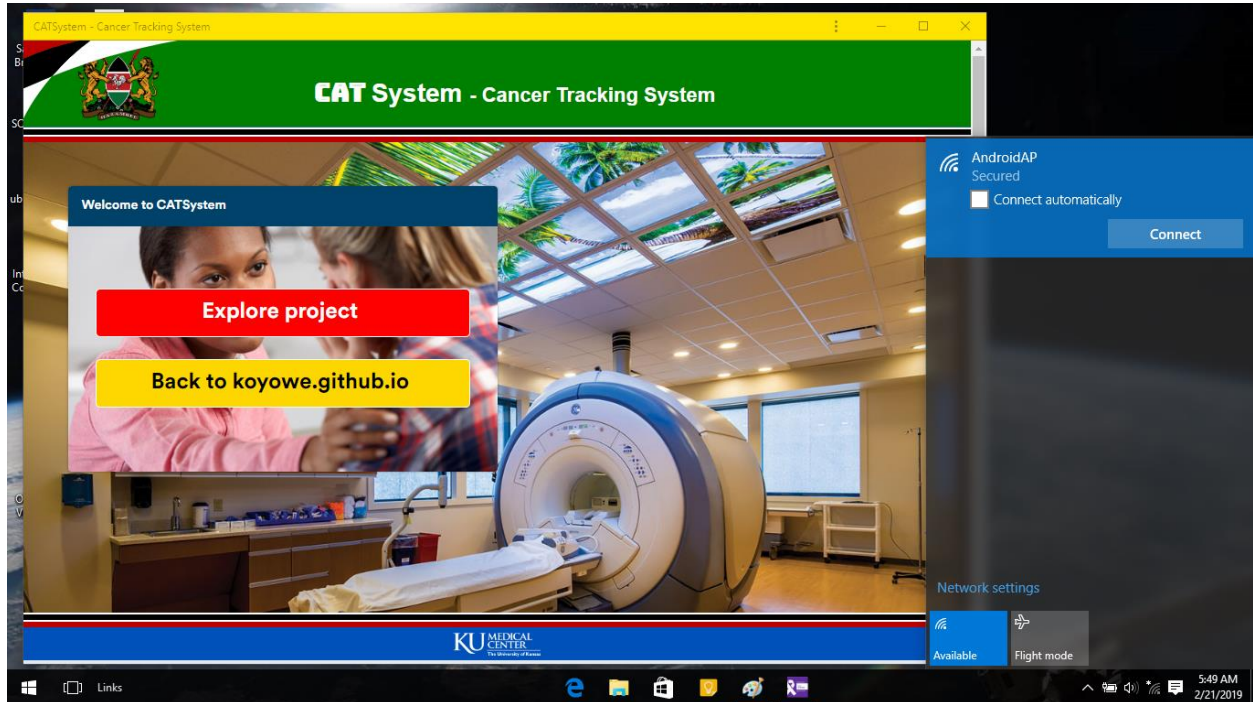 CATSystem - Cancer Tracking System
CAT System - Cancer Tracking System
Welcome to CATSystem
Explore project
Back to koyowe.github.io
KU MEDICAL
CENTER
The University of Kansas
AndroidAP
Secured
Connect automatically
Connect
Network settings
Available
Flight mode
Links
5:49 AM
2/21/2019